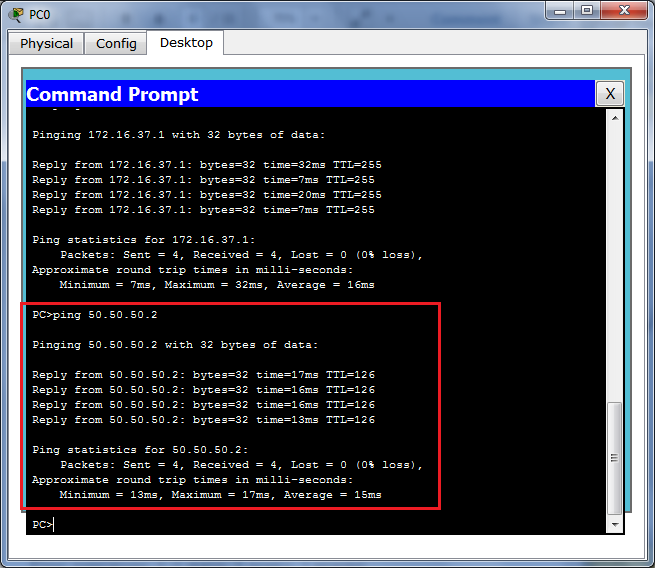 PC0
Physical Config Desktop
Command Prompt X
Pinging 172.16.37.1 with 32 bytes of data:
Reply from 172.16.37.1: bytes=32 time=32ms TTL=255
Reply from 172.16.37.1: bytes=32 time=7ms TTL=255
Reply from 172.16.37.1: bytes=32 time=20ms TTL=255
Reply from 172.16.37.1: bytes=32 time=7ms TTL=255
Ping statistics for 172.16.37.1:
Packets: Sent = 4, Received = 4, Lost = 0 (0% loss),
Approximate round trip times in milli-seconds:
Minimum = 7ms, Maximum = 32ms, Average = 16ms
PC>ping 50.50.50.2
Pinging 50.50.50.2 with 32 bytes of data:
Reply from 50.50.50.2: bytes=32 time=17ms TTL=126
Reply from 50.50.50.2: bytes=32 time=16ms TTL=126
Reply from 50.50.50.2: bytes=32 time=16ms TTL=126
Reply from 50.50.50.2: bytes=32 time=13ms TTL=126
Ping statistics for 50.50.50.2:
Packets: Sent = 4, Received = 4, Lost = 0 (0% loss),
Approximate round trip times in milli-seconds:
Minimum = 13ms, Maximum = 17ms, Average = 15ms
PC>